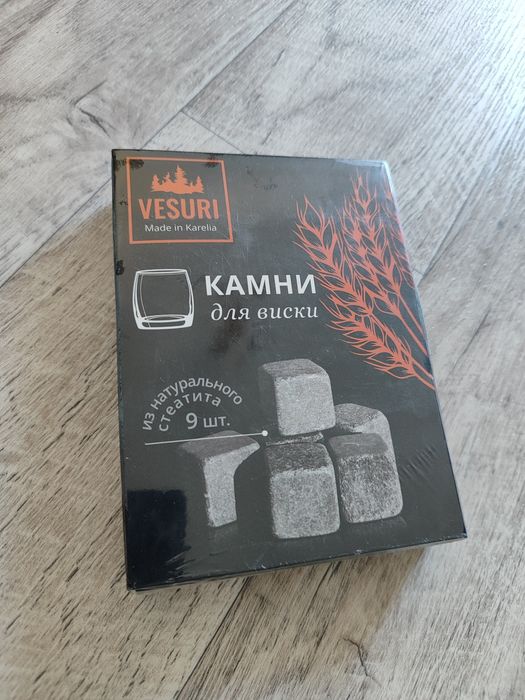 VESURI
Made in Karelia
КАМНИ
для виски
из натурального
стеатита
9 шт.